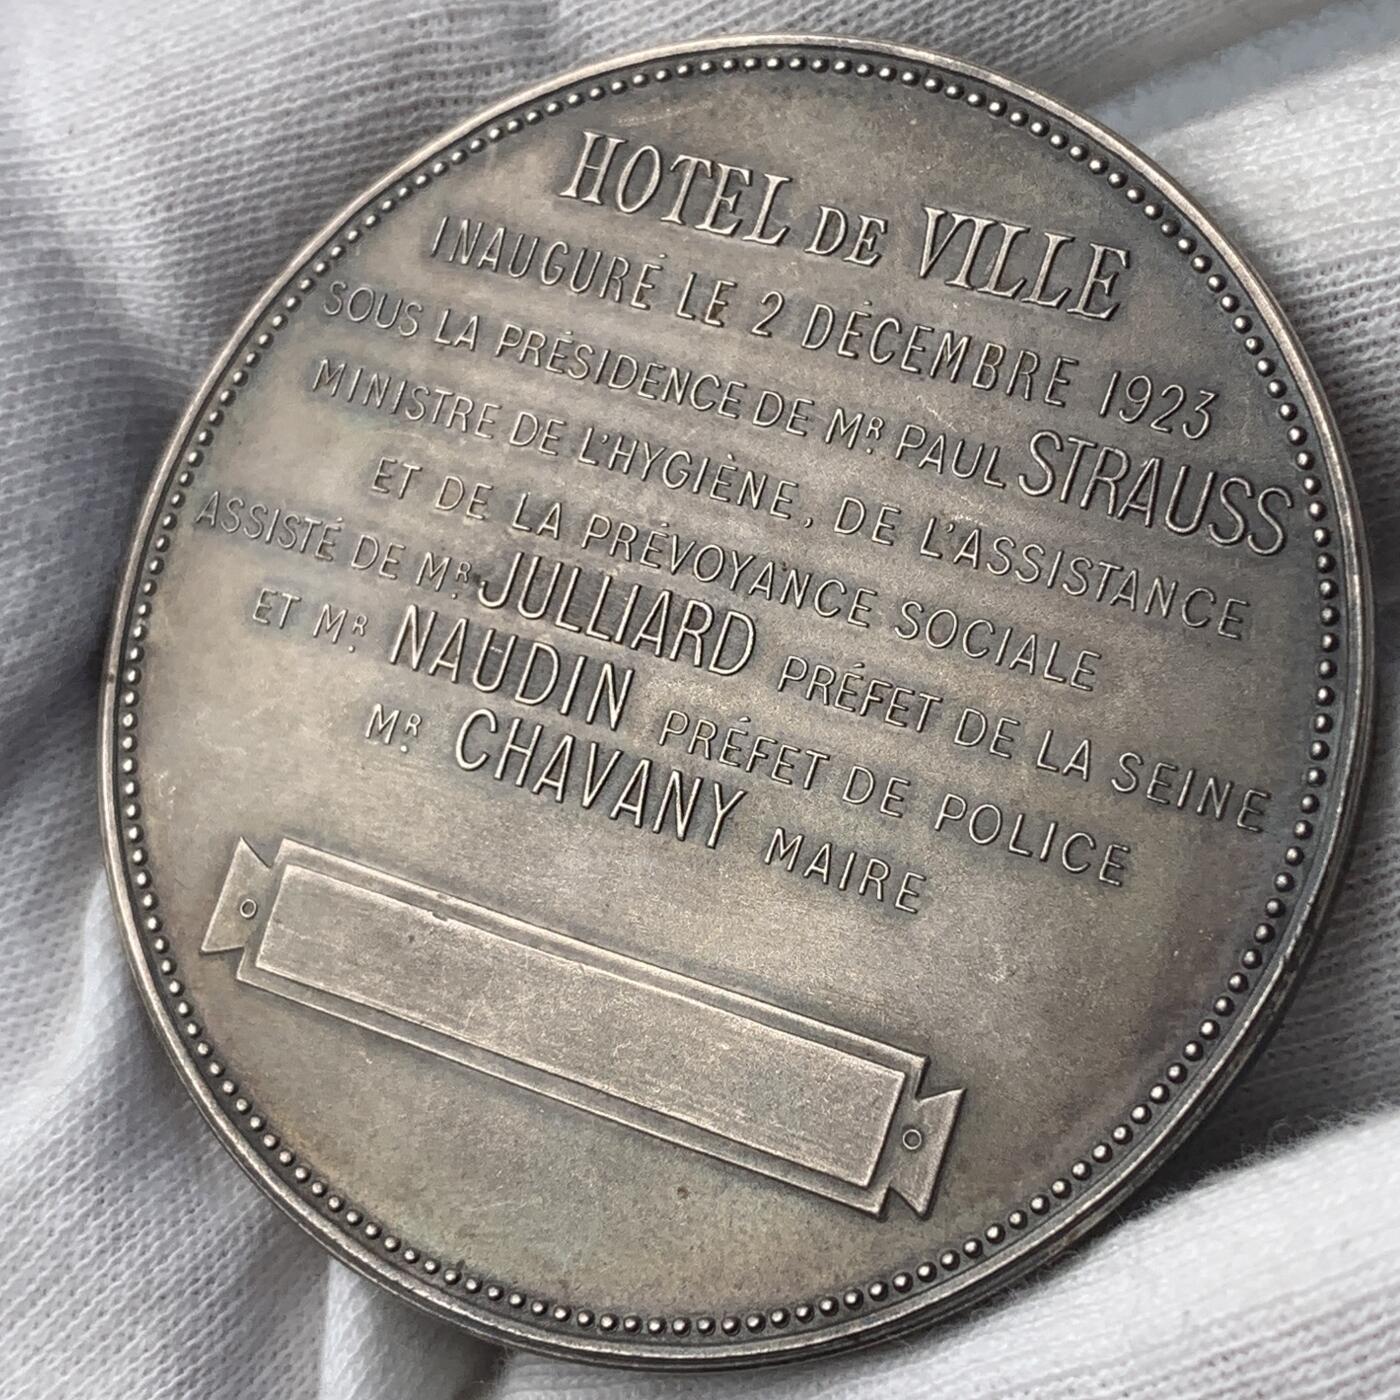 HOTEL DE VILLE
INAUGURÉ LE 2 DÉCEMBRE 1923
SOUS LA PRÉSIDENCE DE MR. PAUL STRAUSS
MINISTRE DE L'HYGIÈNE, DE L'ASSISTANCE
ET DE LA PRÉVOYANCE SOCIALE
ASSISTÉ DE MR. JULLIARD PRÉFET DE LA SEINE
ET MR. NAUDIN PRÉFET DE POLICE
MR. CHAVANY MAIRE